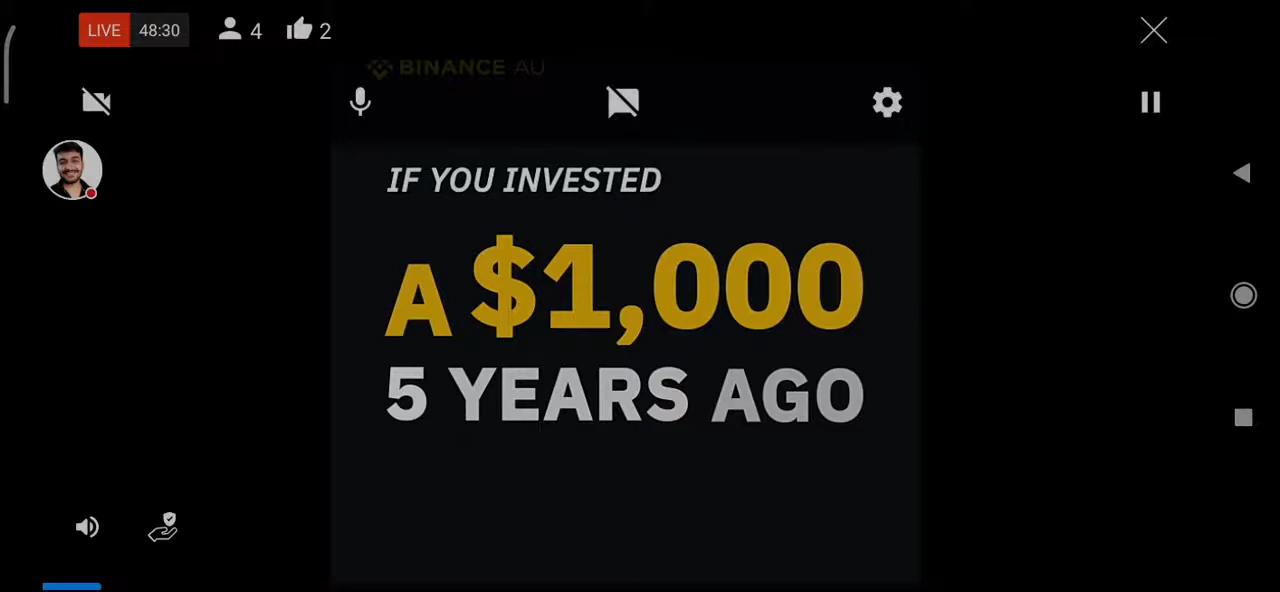 LIVE 48:30 4 2
BINANCE AU
IF YOU INVESTED
A $1,000
5 YEARS AGO